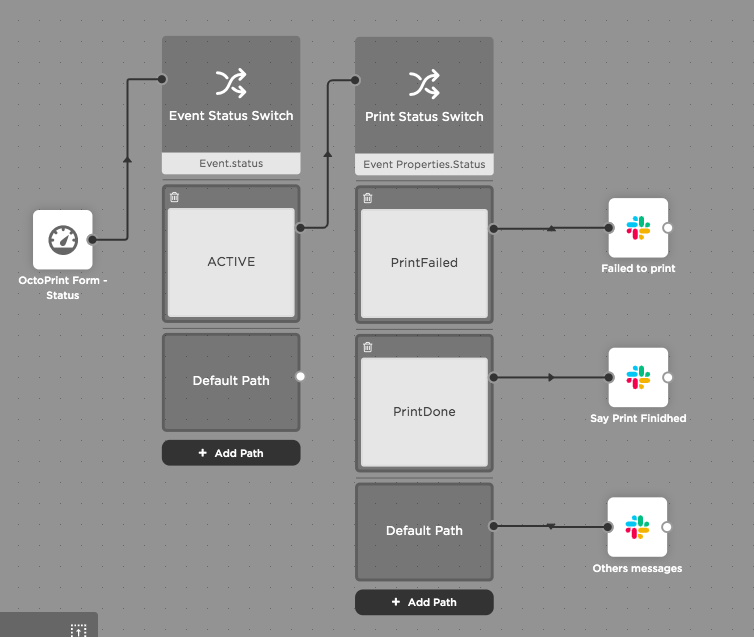 OctoPrint Form -
Status
Event Status Switch
Event.status
ACTIVE
Default Path
+ Add Path
Print Status Switch
Event Properties.Status
PrintFailed
PrintDone
Default Path
+ Add Path
Failed to print
Say Print Finidhed
Others messages